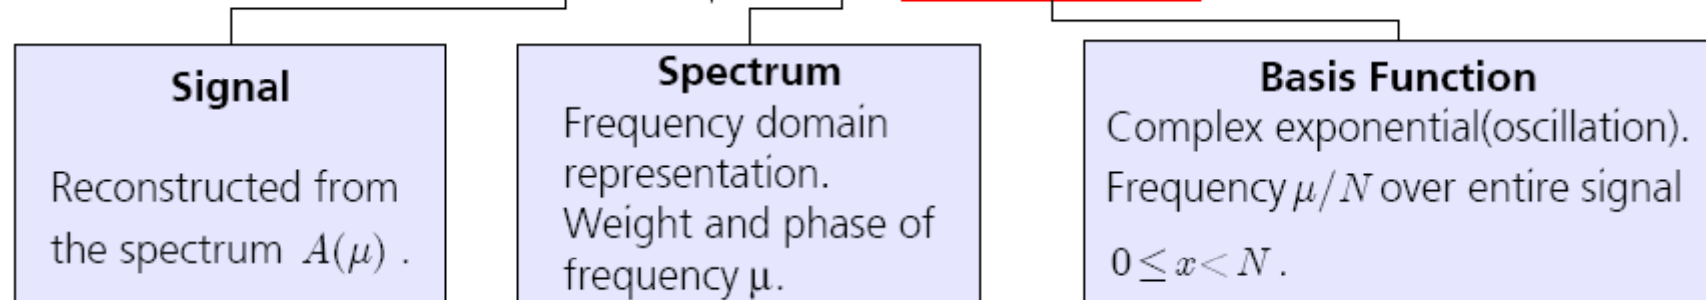 Signal
Reconstructed from
the spectrum A(μ) .
Spectrum
Frequency domain
representation.
Weight and phase of
frequency μ.
Basis Function
Complex exponential(oscillation).
Frequency μ/N over entire signal
0 ≤ x < N .